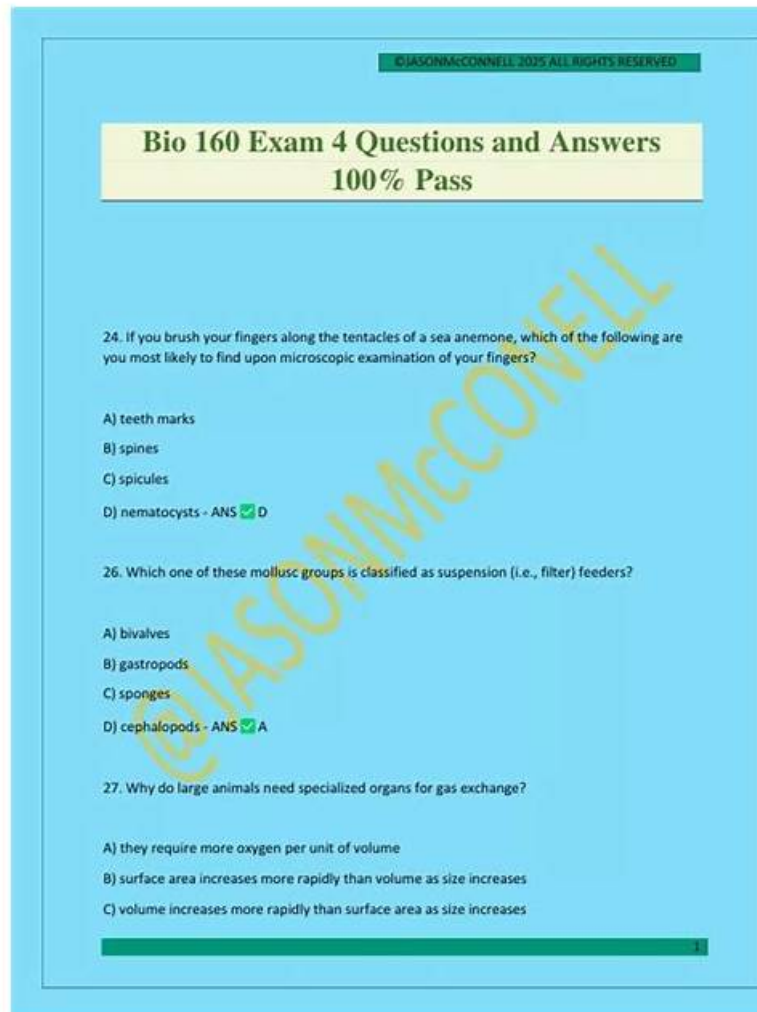 ©JASONMcCONNELL 2025 ALL RIGHTS RESERVED
Bio 160 Exam 4 Questions and Answers
100% Pass
24. If you brush your fingers along the tentacles of a sea anemone, which of the following are
you most likely to find upon microscopic examination of your fingers?
A) teeth marks
B) spines
C) spicules
D) nematocysts - ANS ✅ D
26. Which one of these mollusc groups is classified as suspension (i.e., filter) feeders?
A) bivalves
B) gastropods
C) sponges
D) cephalopods - ANS ✅ A
27. Why do large animals need specialized organs for gas exchange?
A) they require more oxygen per unit of volume
B) surface area increases more rapidly than volume as size increases
C) volume increases more rapidly than surface area as size increases
1
@JASONMcCONELL